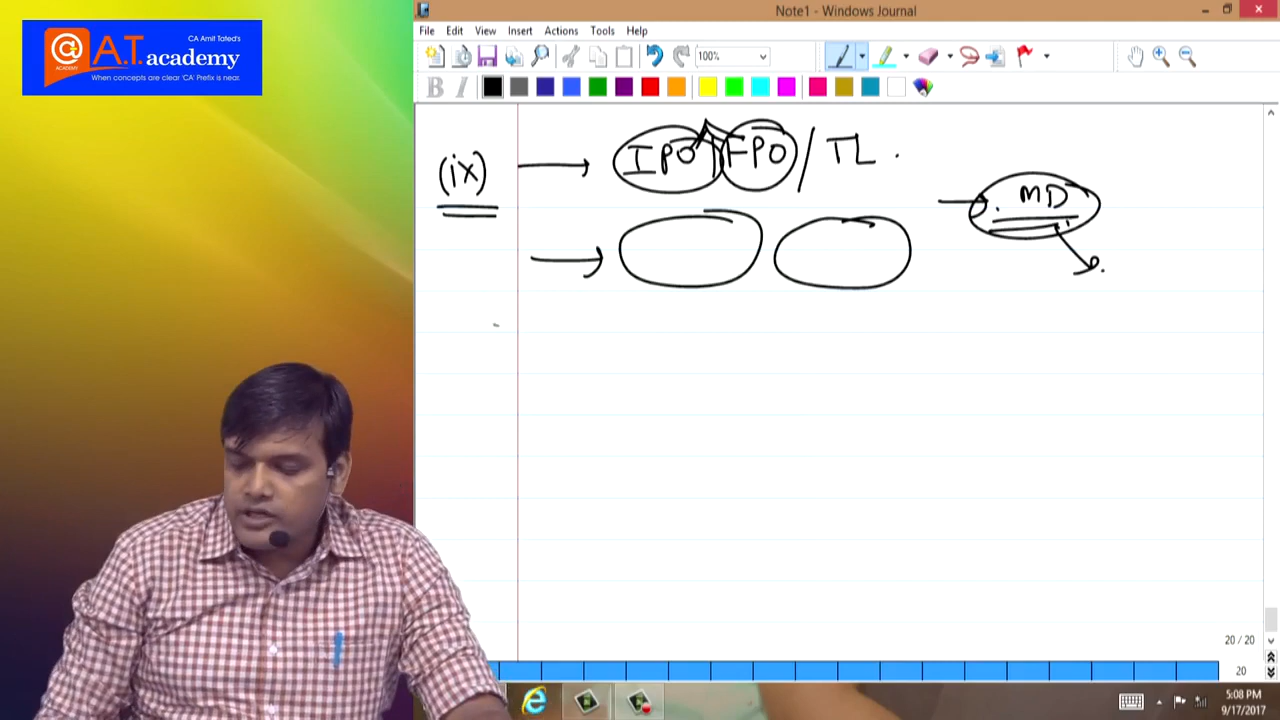 CA Amit Tated's
@ A.T. academy
ACADEMY
When concepts are clear 'CA' Prefix is near.
Note1 - Windows Journal
File Edit View Insert Actions Tools Help
100%
B I
(ix) → IPO / FPO / TL .
→ . MD
20 / 20
20
5:08 PM
9/17/2017